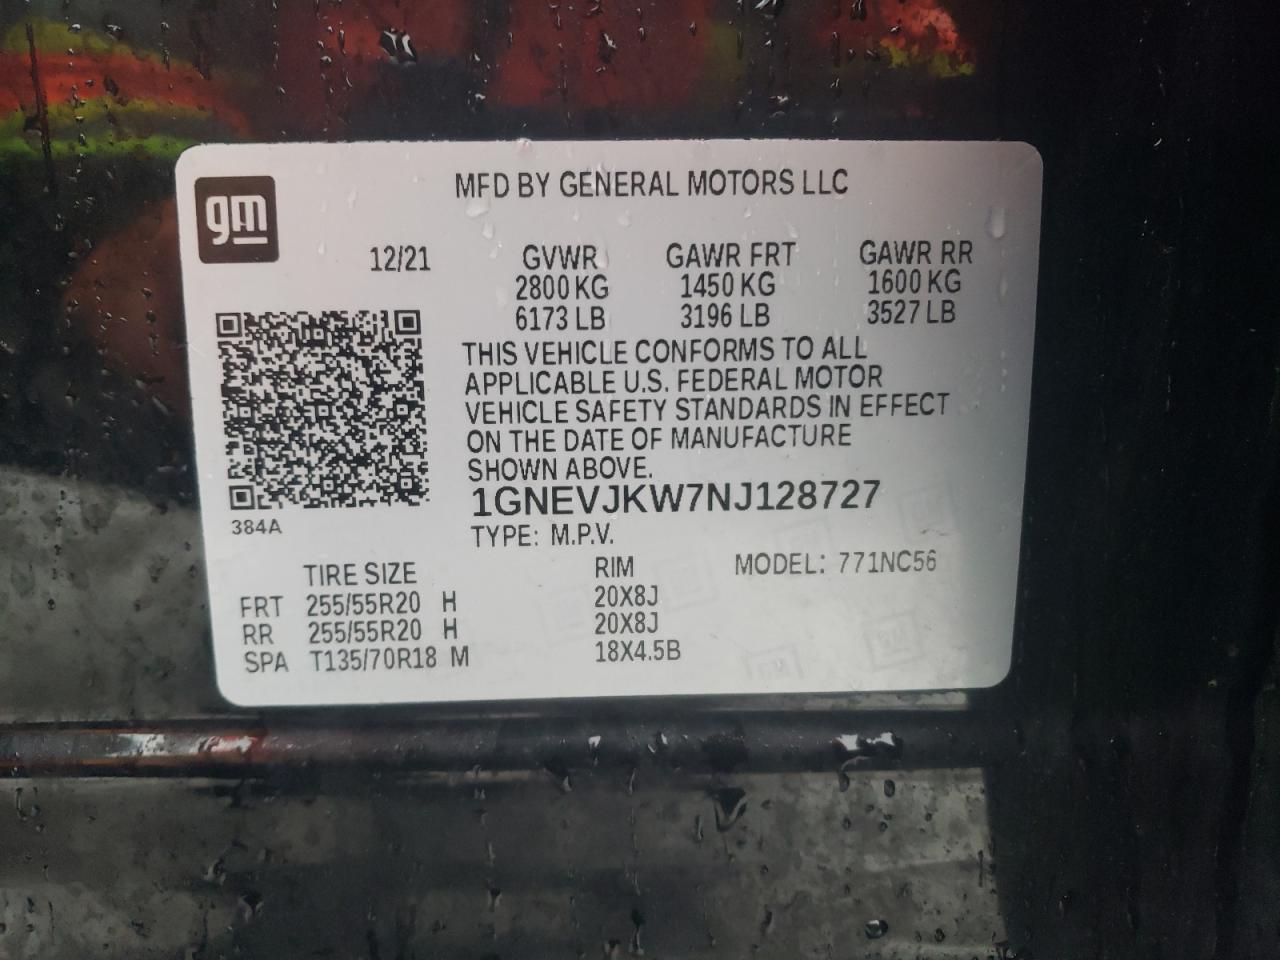 gm
MFD BY GENERAL MOTORS LLC
12/21 GVWR GAWR FRT GAWR RR
2800 KG 1450 KG 1600 KG
6173 LB 3196 LB 3527 LB
THIS VEHICLE CONFORMS TO ALL
APPLICABLE U.S. FEDERAL MOTOR
VEHICLE SAFETY STANDARDS IN EFFECT
ON THE DATE OF MANUFACTURE
SHOWN ABOVE.
1GNEVJKW7NJ128727
384A
TYPE: M.P.V.
TIRE SIZE RIM MODEL: 771NC56
FRT 255/55R20 H 20X8J
RR 255/55R20 H 20X8J
SPA T135/70R18 M 18X4.5B